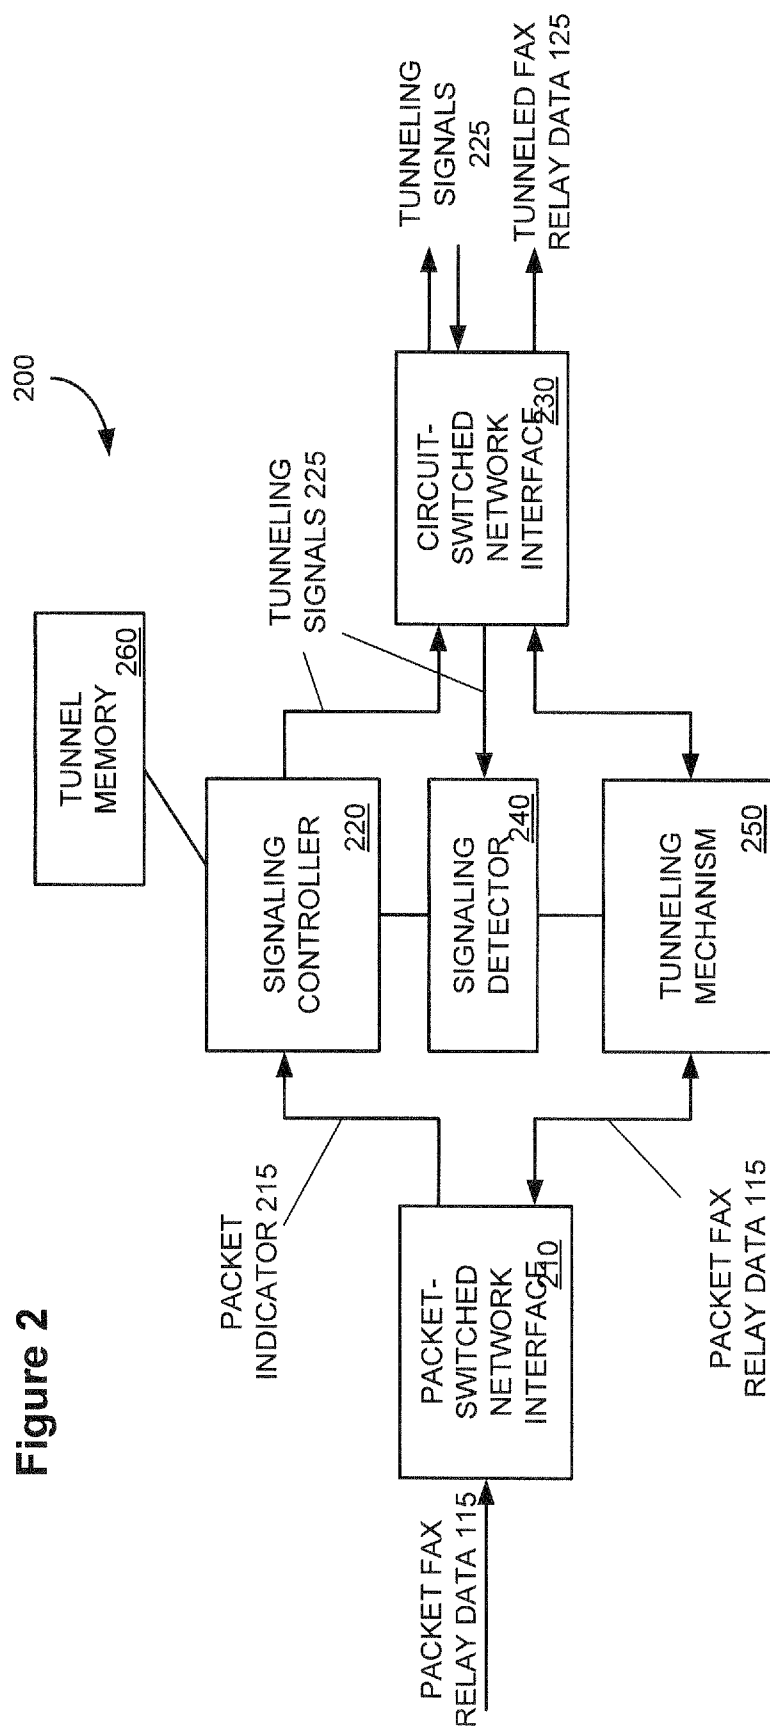 Figure 2
200
TUNNEL
MEMORY
260
PACKET
INDICATOR 215
SIGNALING
CONTROLLER
220
TUNNELING
SIGNALS 225
TUNNELING
SIGNALS
225
PACKET FAX
RELAY DATA 115
PACKET-
SWITCHED
NETWORK
INTERFACE
210
SIGNALING
DETECTOR
240
CIRCUIT-
SWITCHED
NETWORK
INTERFACE
230
TUNNELED FAX
RELAY DATA 125
PACKET FAX
RELAY DATA 115
TUNNELING
MECHANISM
250